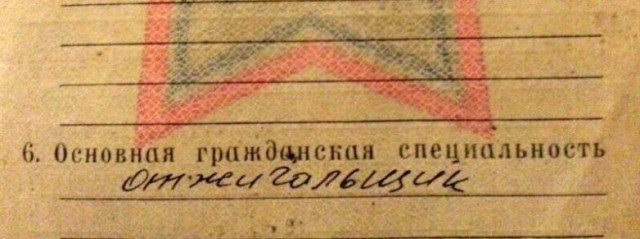 6. Основная гражданская специальность
отжигальщик